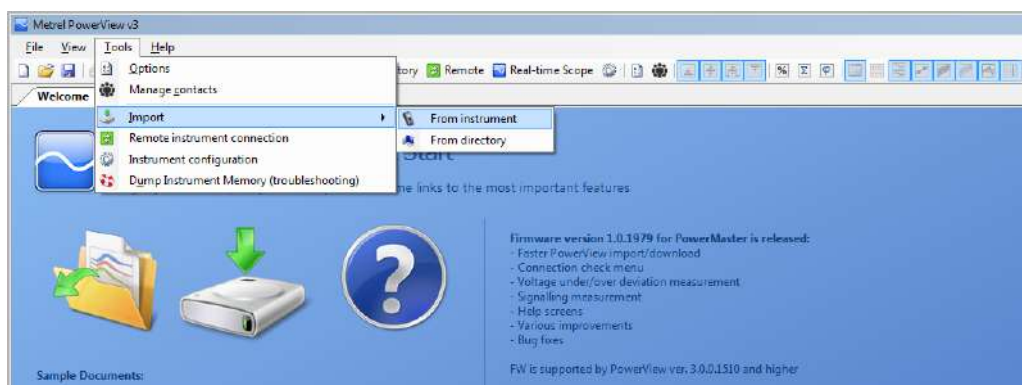 Metrel PowerView v3
File View Tools Help
Options
tory Remote Real-time Scope
Welcome
Manage contacts
Import
From instrument
Remote instrument connection
From directory
Instrument configuration
Start
Dump Instrument Memory (troubleshooting)
me links to the most important features
Firmware version 1.0.1979 for PowerMaster is released:
- Faster PowerView import/download
- Connection check menu
- Voltage under/over deviation measurement
- Signalling measurement
- Help screens
- Various improvements
- Bug fixes
FW is supported by PowerView ver. 3.0.0.1510 and higher
Sample Documents: